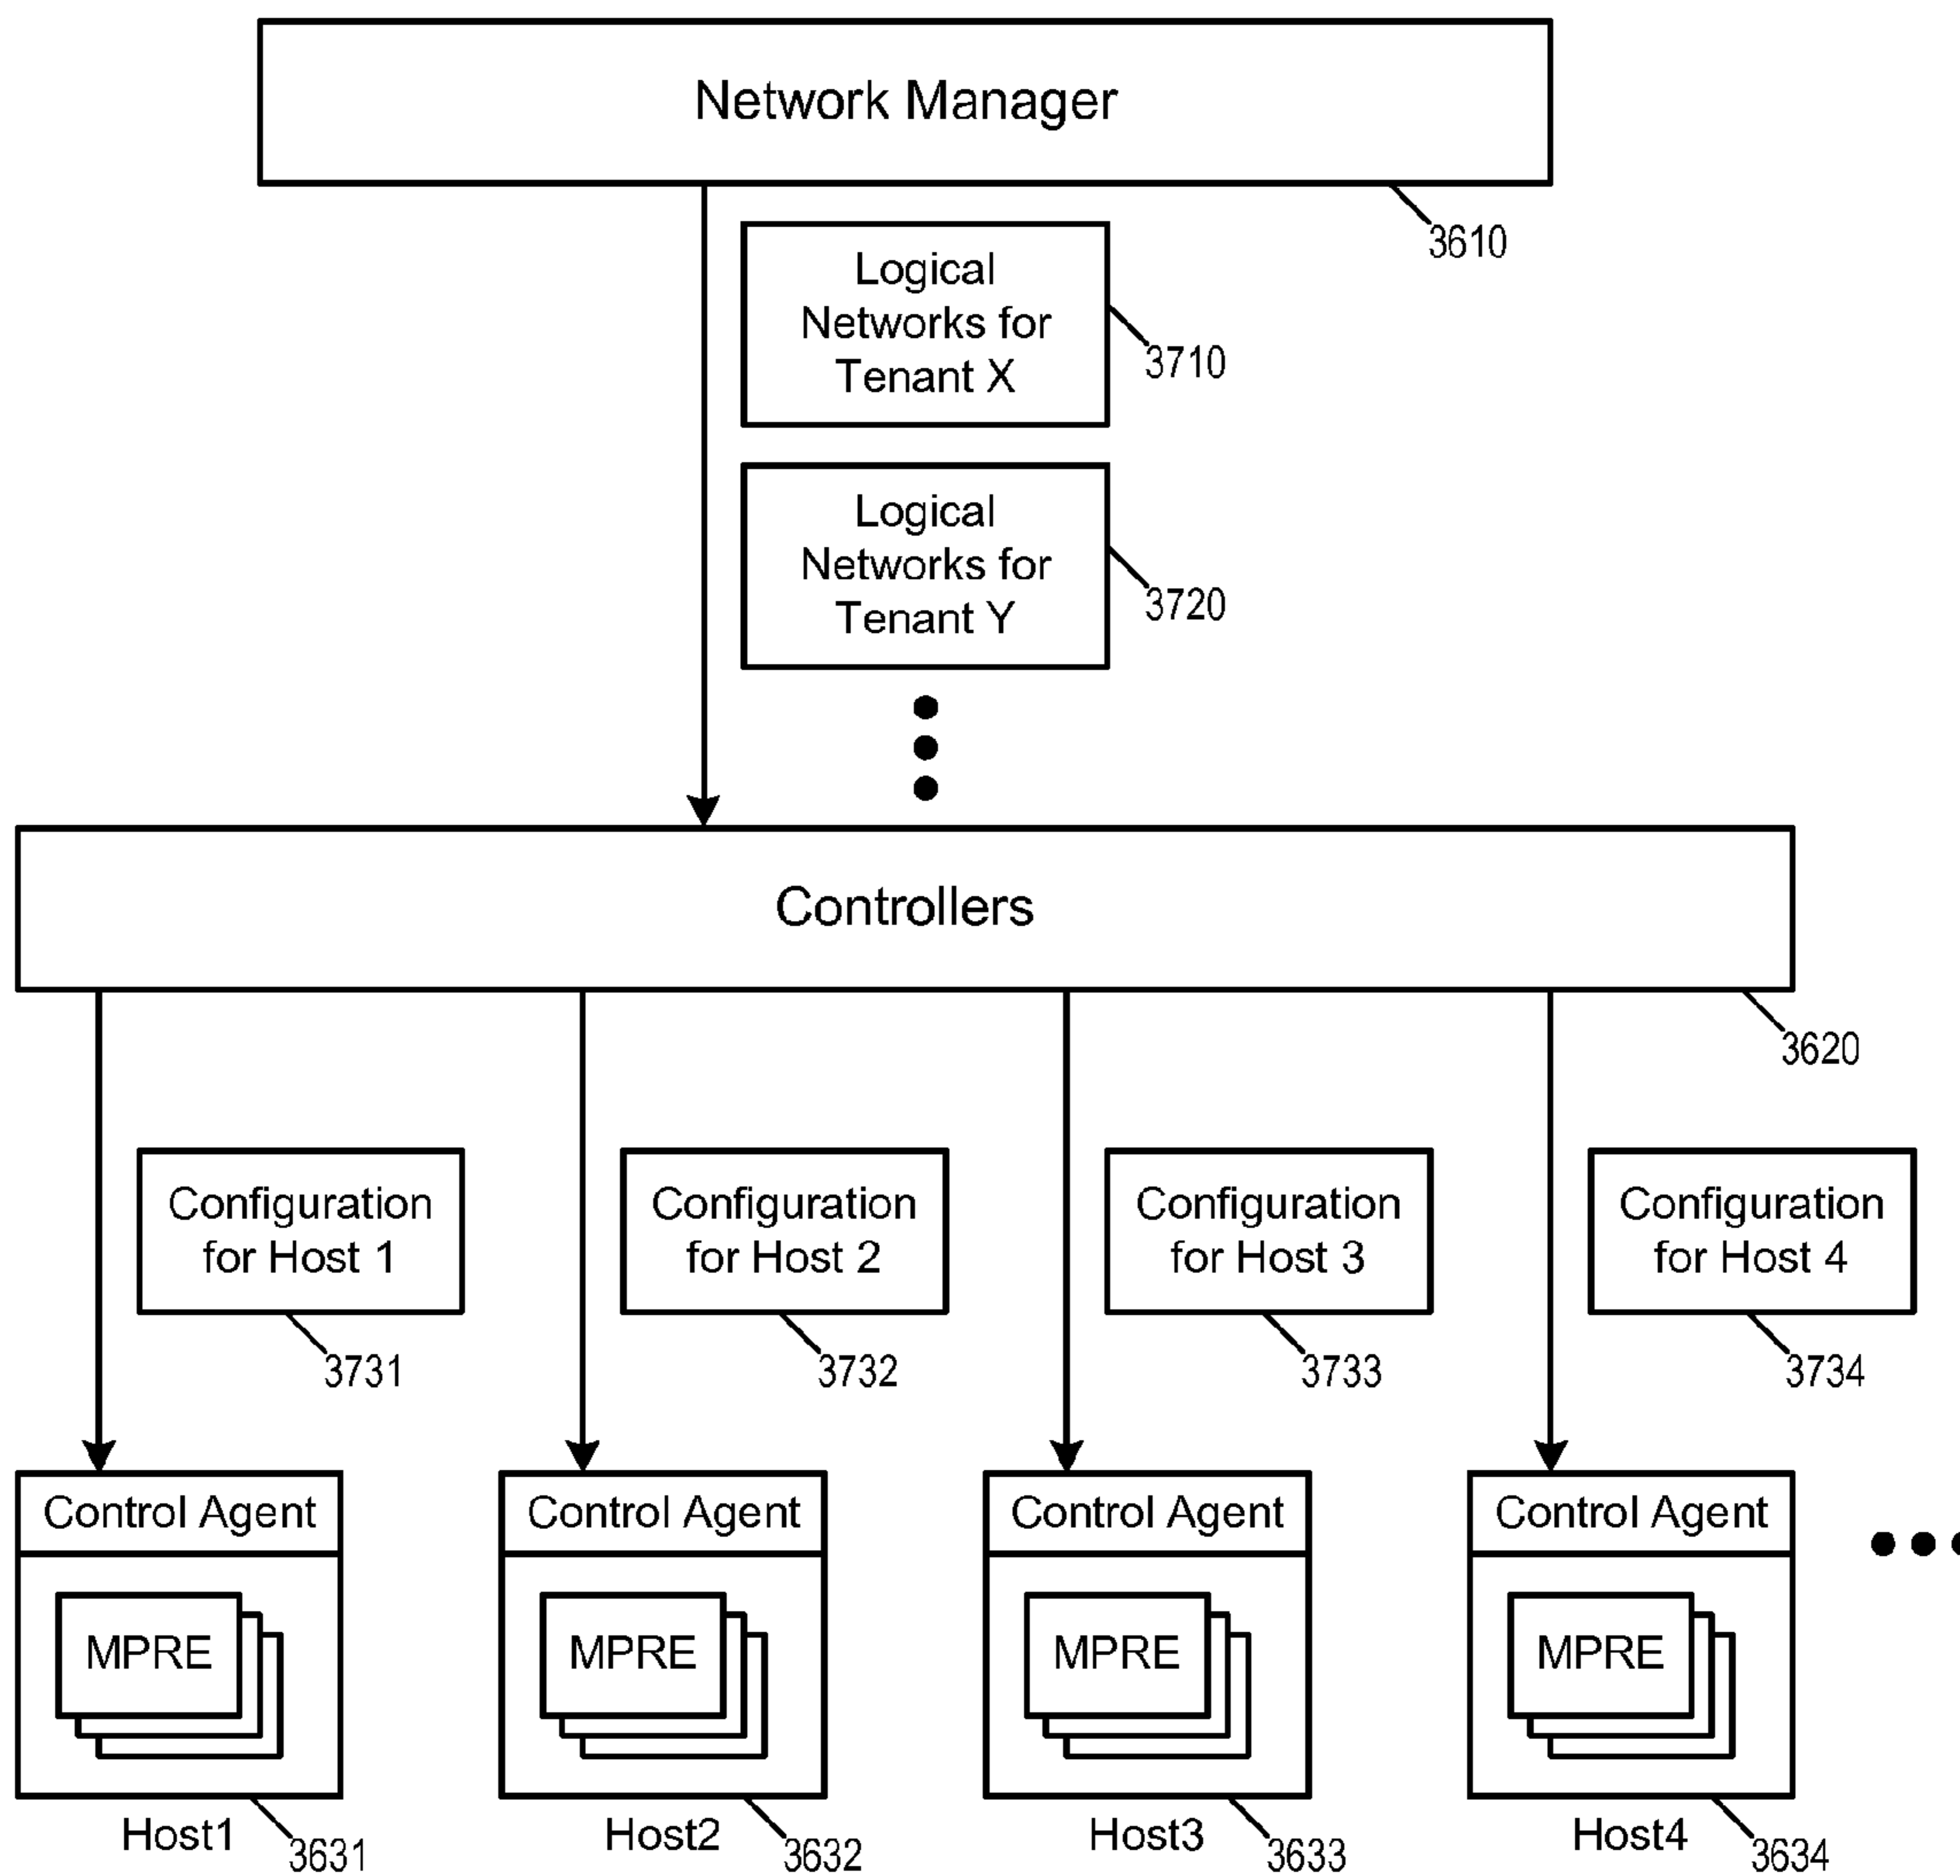 Network Manager
3610
Logical
Networks for
Tenant X
3710
Logical
Networks for
Tenant Y
3720
Controllers
3620
Configuration
for Host 1
3731
Configuration
for Host 2
3732
Configuration
for Host 3
3733
Configuration
for Host 4
3734
Control Agent
MPRE
Host1
3631
Control Agent
MPRE
Host2
3632
Control Agent
MPRE
Host3
3633
Control Agent
MPRE
Host4
3634